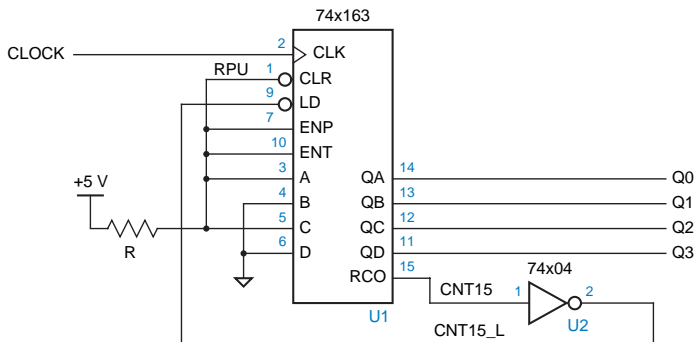 74x163
CLOCK 2 CLK
RPU 1 CLR
9 LD
7 ENP
10 ENT
3 A QA 14 Q0
+5 V 4 B QB 13 Q1
5 C QC 12 Q2
R 6 D QD 11 Q3
RCO 15 74x04
CNT15 1 2
U1 CNT15_L U2